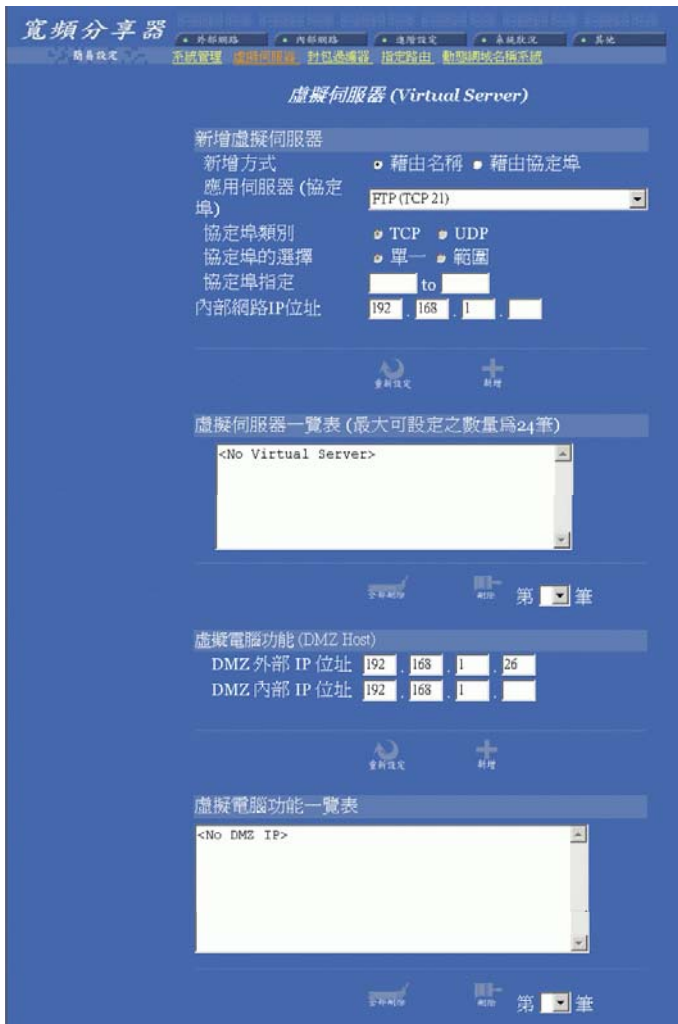 寬頻分享器
簡易設定
• 外部網路 • 內部網路 • 進階設定 • 系統狀況 • 其他
系統管理 虛擬伺服器 封包過濾器 指定路由 動態網域名稱系統
虛擬伺服器 (Virtual Server)
新增虛擬伺服器
新增方式 藉由名稱 藉由協定埠
應用伺服器 (協定埠) FTP (TCP 21)
協定埠類別 TCP UDP
協定埠的選擇 單一 範圍
協定埠指定 to
內部網路IP位址 192 . 168 . 1 .
重新設定 新增
虛擬伺服器一覽表 (最大可設定之數量為24筆)
<No Virtual Server>
全部刪除 刪除 第 筆
虛擬電腦功能 (DMZ Host)
DMZ 外部 IP 位址 192 . 168 . 1 . 26
DMZ 內部 IP 位址 192 . 168 . 1 .
重新設定 新增
虛擬電腦功能一覽表
<No DMZ IP>
全部刪除 刪除 第 筆